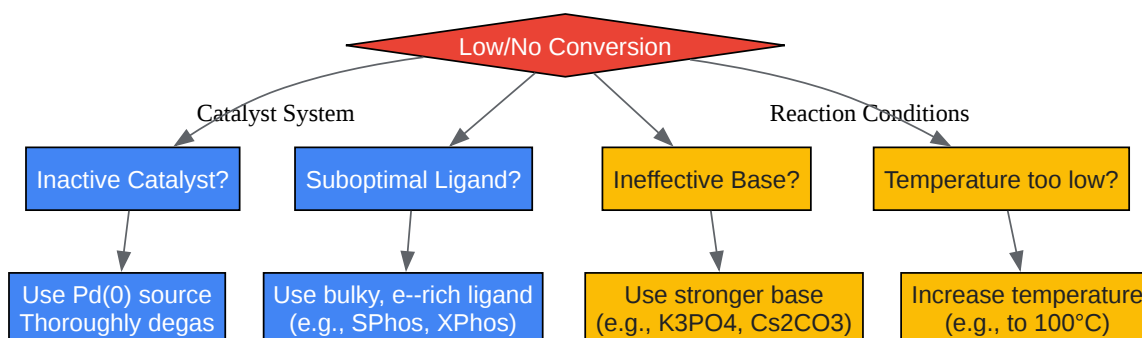 Low/No Conversion
Catalyst System
Reaction Conditions
Inactive Catalyst?
Suboptimal Ligand?
Ineffective Base?
Temperature too low?
Use Pd(0) source
Thoroughly degas
Use bulky, e--rich ligand
(e.g., SPhos, XPhos)
Use stronger base
(e.g., K3PO4, Cs2CO3)
Increase temperature
(e.g., to 100°C)